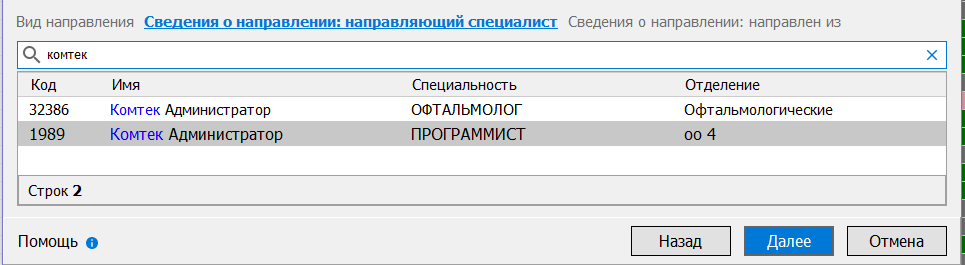 Вид направления Сведения о направлении: направляющий специалист Сведения о направлении: направлен из
комтек
Код Имя Специальность Отделение
32386 Комтек Администратор ОФТАЛЬМОЛОГ Офтальмологические
1989 Комтек Администратор ПРОГРАММИСТ оо 4
Строк 2
Помощь Назад Далее Отмена